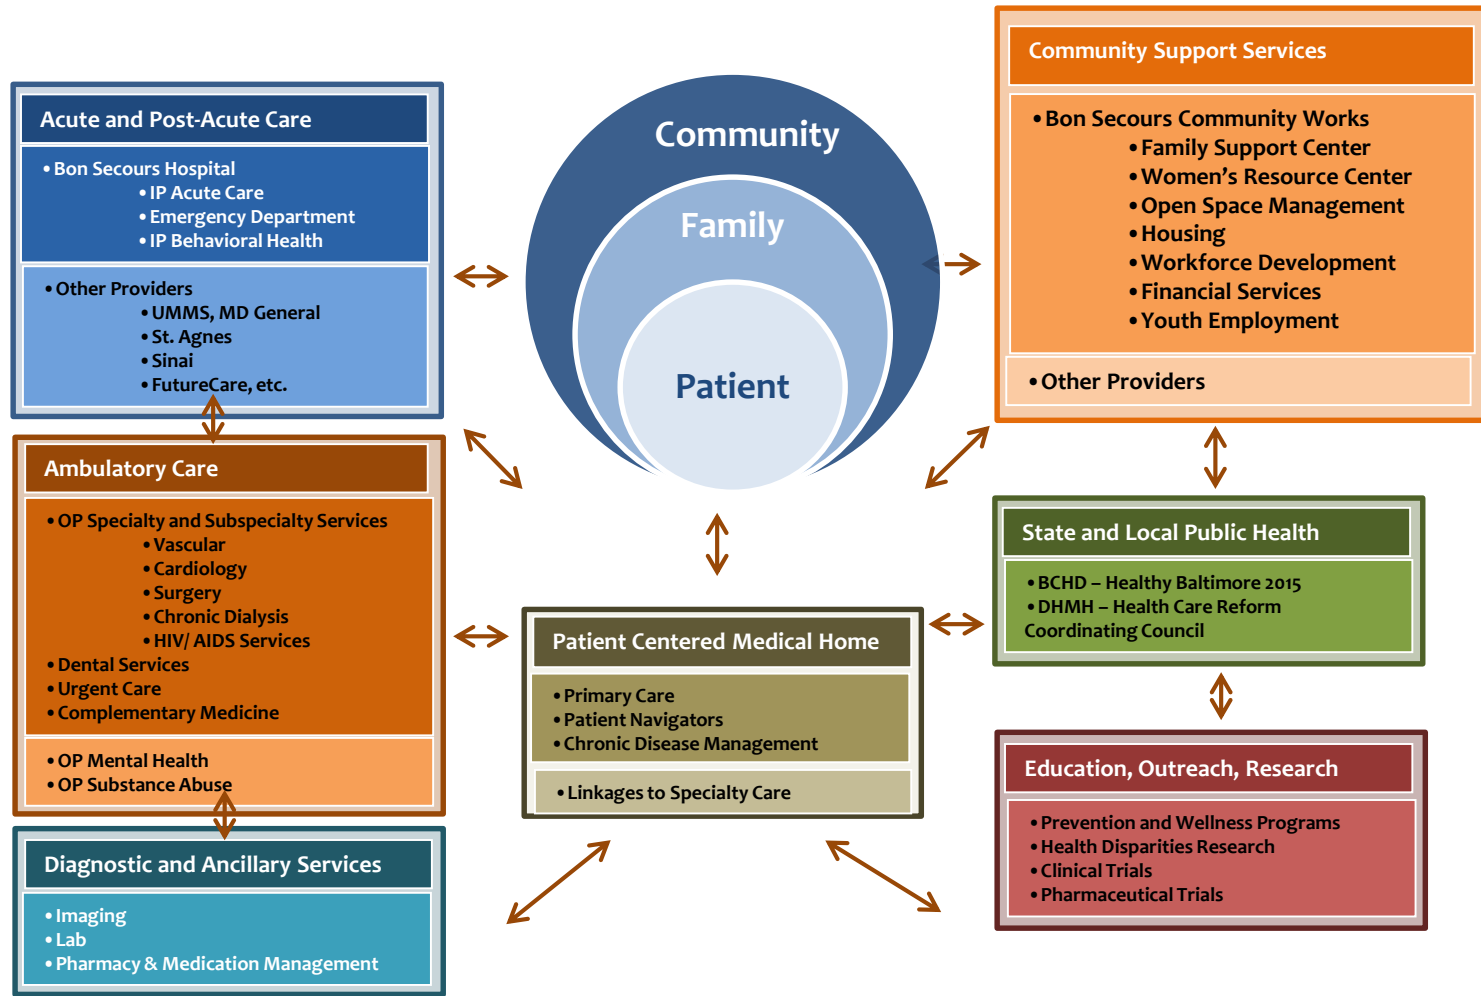 Acute and Post-Acute Care
• Bon Secours Hospital
• IP Acute Care
• Emergency Department
• IP Behavioral Health
• Other Providers
• UMMS, MD General
• St. Agnes
• Sinai
• FutureCare, etc.
Ambulatory Care
• OP Specialty and Subspecialty Services
• Vascular
• Cardiology
• Surgery
• Chronic Dialysis
• HIV/ AIDS Services
• Dental Services
• Urgent Care
• Complementary Medicine
• OP Mental Health
• OP Substance Abuse
Diagnostic and Ancillary Services
• Imaging
• Lab
• Pharmacy & Medication Management
Community
Family
Patient
Patient Centered Medical Home
• Primary Care
• Patient Navigators
• Chronic Disease Management
• Linkages to Specialty Care
Community Support Services
• Bon Secours Community Works
• Family Support Center
• Women’s Resource Center
• Open Space Management
• Housing
• Workforce Development
• Financial Services
• Youth Employment
• Other Providers
State and Local Public Health
• BCHD – Healthy Baltimore 2015
• DHMH – Health Care Reform
Coordinating Council
Education, Outreach, Research
• Prevention and Wellness Programs
• Health Disparities Research
• Clinical Trials
• Pharmaceutical Trials